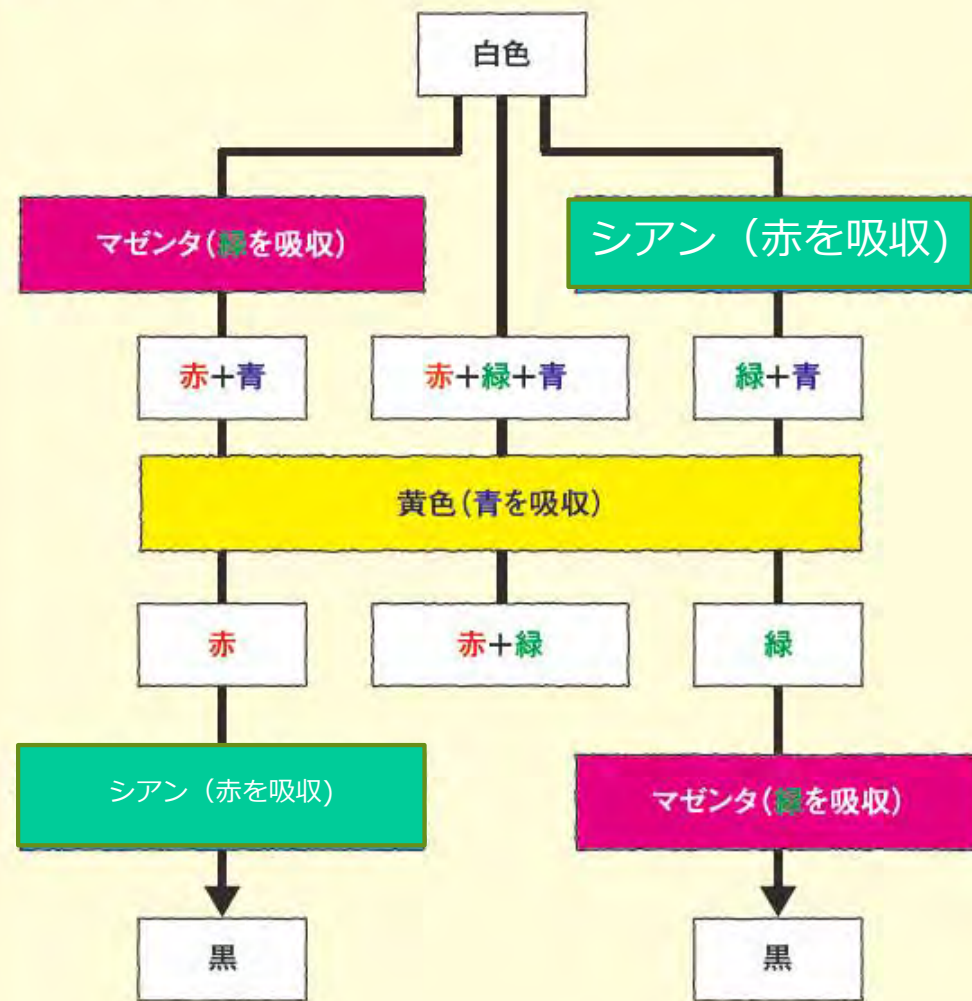 白色
マゼンタ(緑を吸収)
シアン（赤を吸収)
赤+青
赤+緑+青
緑+青
黄色(青を吸収)
赤
赤+緑
緑
シアン（赤を吸収)
マゼンタ(緑を吸収)
黒
黒